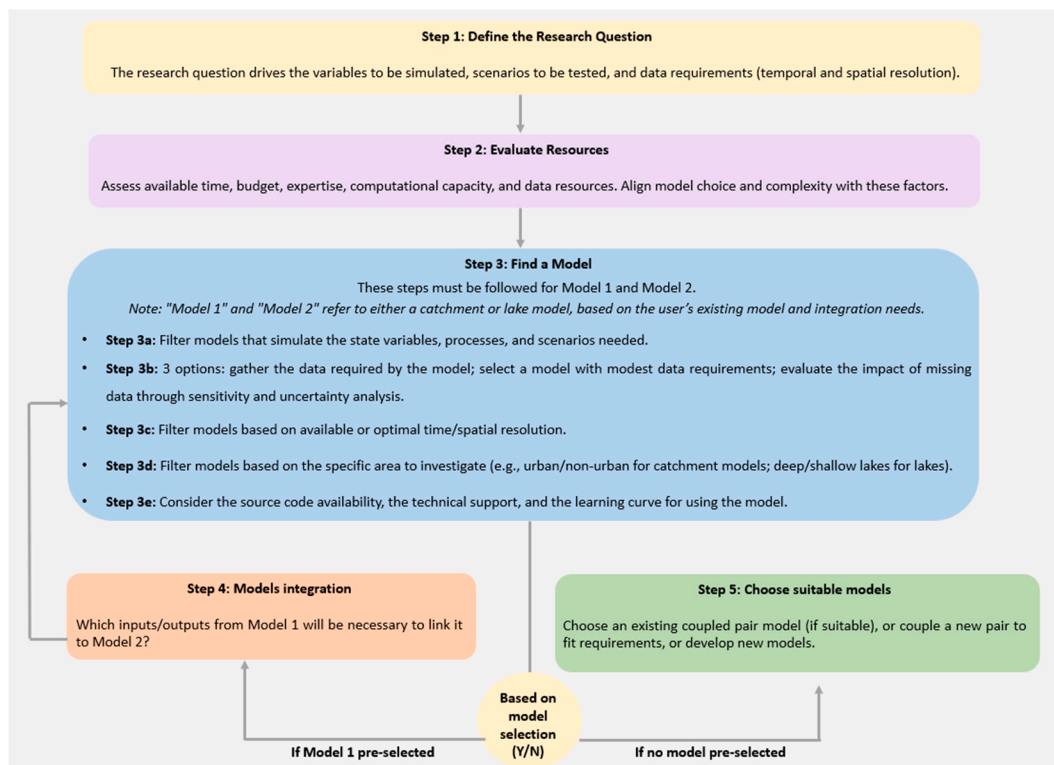 Step 1: Define the Research Question
The research question drives the variables to be simulated, scenarios to be tested, and data requirements (temporal and spatial resolution).
Step 2: Evaluate Resources
Assess available time, budget, expertise, computational capacity, and data resources. Align model choice and complexity with these factors.
Step 3: Find a Model
These steps must be followed for Model 1 and Model 2.
Note: "Model 1" and "Model 2" refer to either a catchment or lake model, based on the user’s existing model and integration needs.
• Step 3a: Filter models that simulate the state variables, processes, and scenarios needed.
• Step 3b: 3 options: gather the data required by the model; select a model with modest data requirements; evaluate the impact of missing
data through sensitivity and uncertainty analysis.
• Step 3c: Filter models based on available or optimal time/spatial resolution.
• Step 3d: Filter models based on the specific area to investigate (e.g., urban/non-urban for catchment models; deep/shallow lakes for lakes).
• Step 3e: Consider the source code availability, the technical support, and the learning curve for using the model.
Step 4: Models integration
Which inputs/outputs from Model 1 will be necessary to link it
to Model 2?
Step 5: Choose suitable models
Choose an existing coupled pair model (if suitable), or couple a new pair to
fit requirements, or develop new models.
Based on
model
selection
(Y/N)
If Model 1 pre-selected
If no model pre-selected